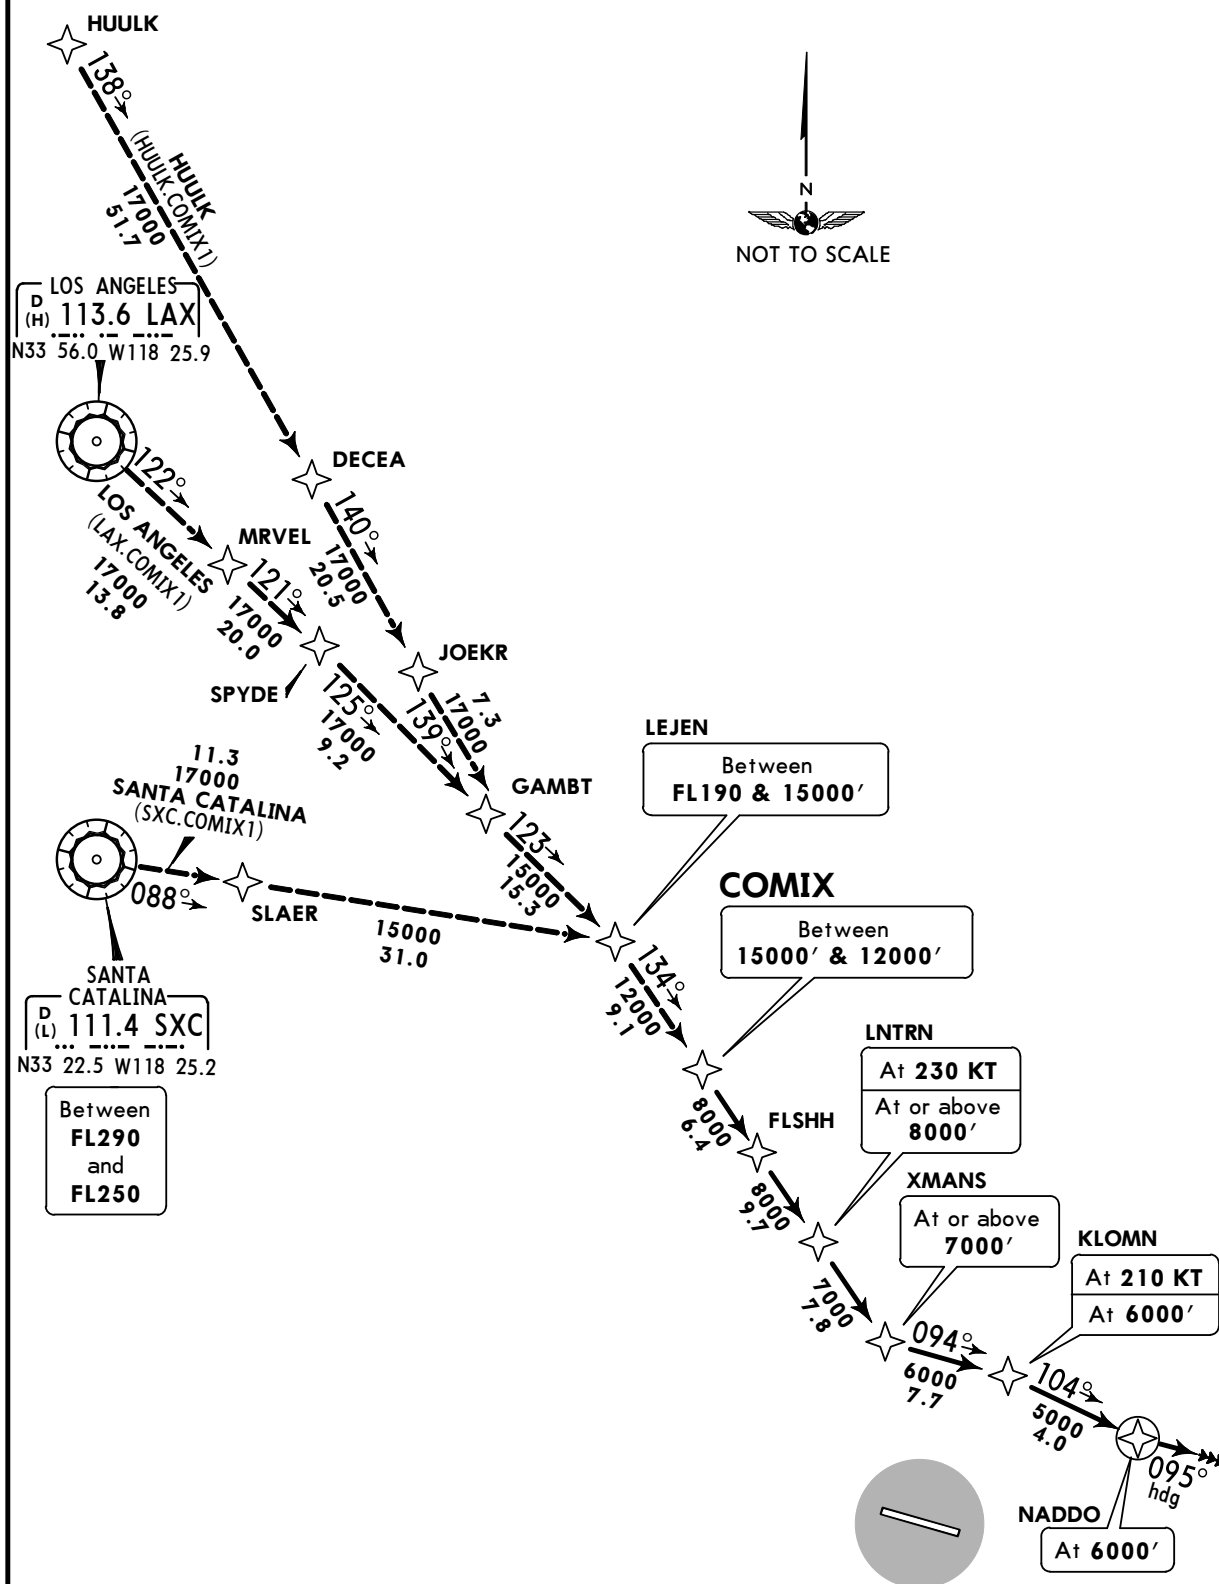 HUULK
138°
HUULK
(HUULK.COMIX1)
17000
51.7
N
NOT TO SCALE
LOS ANGELES
D
(H) 113.6 LAX
N33 56.0 W118 25.9
122°
LOS ANGELES
(LAX.COMIX1)
17000
13.8
DECEA
140°
17000
20.5
MRVEL
121°
17000
20.0
JOEKR
SPYDE
125°
17000
9.2
139°
7.3
17000
GAMBT
123
15000
15.3
LEJEN
Between
FL190 & 15000′
11.3
17000
SANTA CATALINA
(SXC.COMIX1)
088°
SLAER
15000
31.0
SANTA
CATALINA
D
(L) 111.4 SXC
N33 22.5 W118 25.2
Between
FL290
and
FL250
COMIX
Between
15000′ & 12000′
134°
12000
9.1
LNTRN
At 230 KT
At or above
8000′
8000
6.4
FLSHH
8000
9.7
XMANS
At or above
7000′
7000
7.8
KLOMN
At 210 KT
At 6000′
094°
6000
7.7
104°
5000
4.0
095°
hdg
NADDO
At 6000′